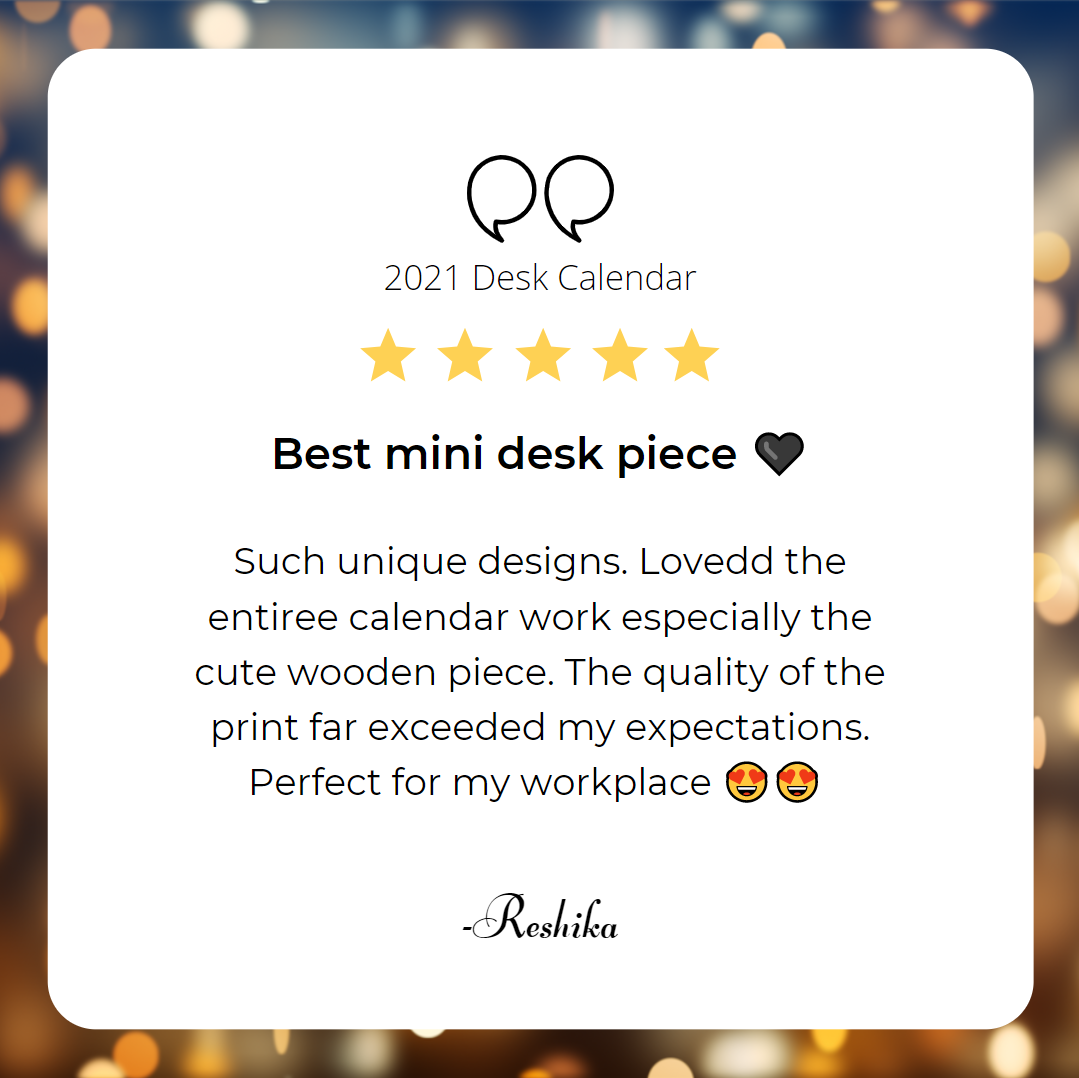 2021 Desk Calendar
Best mini desk piece 🖤
Such unique designs. Lovedd the
entiree calendar work especially the
cute wooden piece. The quality of the
print far exceeded my expectations.
Perfect for my workplace 😍😍
-Reshika